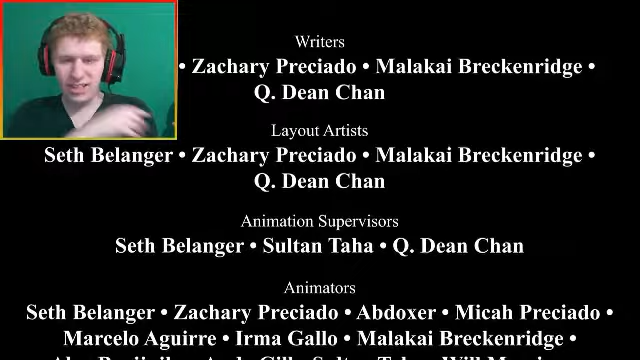 Writers
• Zachary Preciado • Malakai Breckenridge •
Q. Dean Chan
Layout Artists
Seth Belanger • Zachary Preciado • Malakai Breckenridge •
Q. Dean Chan
Animation Supervisors
Seth Belanger • Sultan Taha • Q. Dean Chan
Animators
Seth Belanger • Zachary Preciado • Abdoxer • Micah Preciado •
Marcelo Aguirre • Irma Gallo • Malakai Breckenridge •